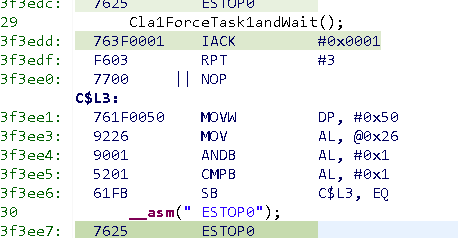 3f3edc: 7625 ESTOP0
29 Cla1ForceTask1andWait();
3f3edd: 763F0001 IACK #0x0001
3f3edf: F603 RPT #3
3f3ee0: 7700 || NOP
C$L3:
3f3ee1: 761F0050 MOVW DP, #0x50
3f3ee3: 9226 MOV AL, @0x26
3f3ee4: 9001 ANDB AL, #0x1
3f3ee5: 5201 CMPB AL, #0x1
3f3ee6: 61FB SB C$L3, EQ
30 __asm(" ESTOP0");
3f3ee7: 7625 ESTOP0